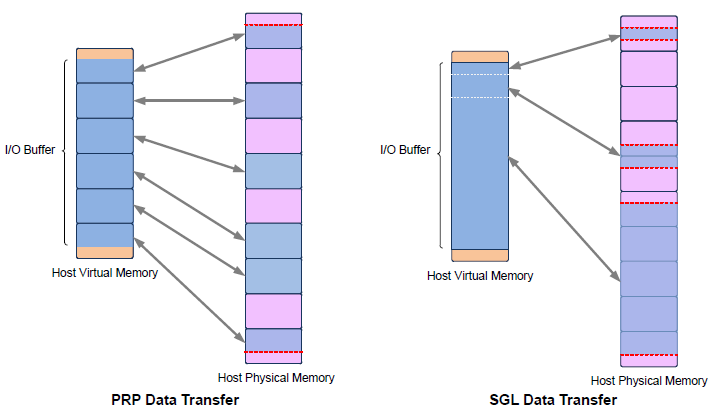 I/O Buffer
Host Virtual Memory
Host Physical Memory
PRP Data Transfer
I/O Buffer
Host Virtual Memory
Host Physical Memory
SGL Data Transfer